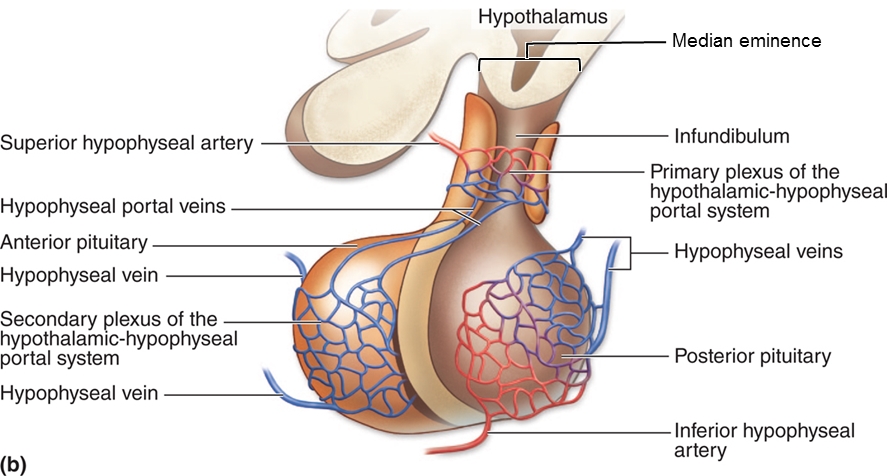 Hypothalamus
Median eminence
Superior hypophyseal artery
Infundibulum
Primary plexus of the
hypothalamic-hypophyseal
portal system
Hypophyseal portal veins
Anterior pituitary
Hypophyseal veins
Hypophyseal vein
Secondary plexus of the
hypothalamic-hypophyseal
portal system
Posterior pituitary
Hypophyseal vein
Inferior hypophyseal
artery
(b)